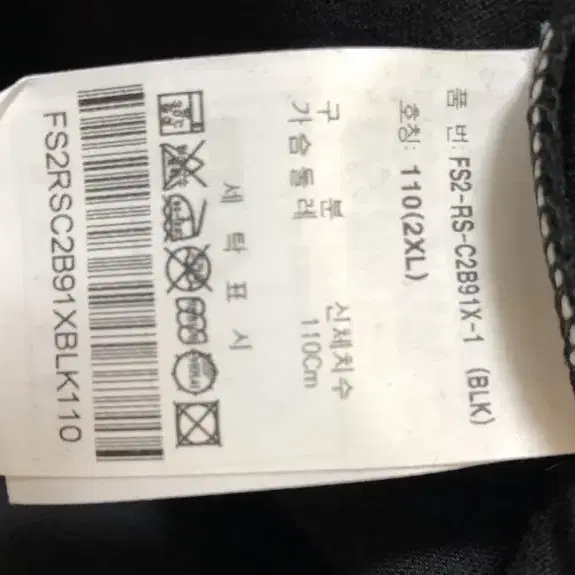 품 번: FS2-RS-C2B91X-1 (BLK)
호칭: 110(2XL)
구 분 신체치수
가슴둘레 110Cm
세 탁 표 시
FS2RSC2B91XBLK110